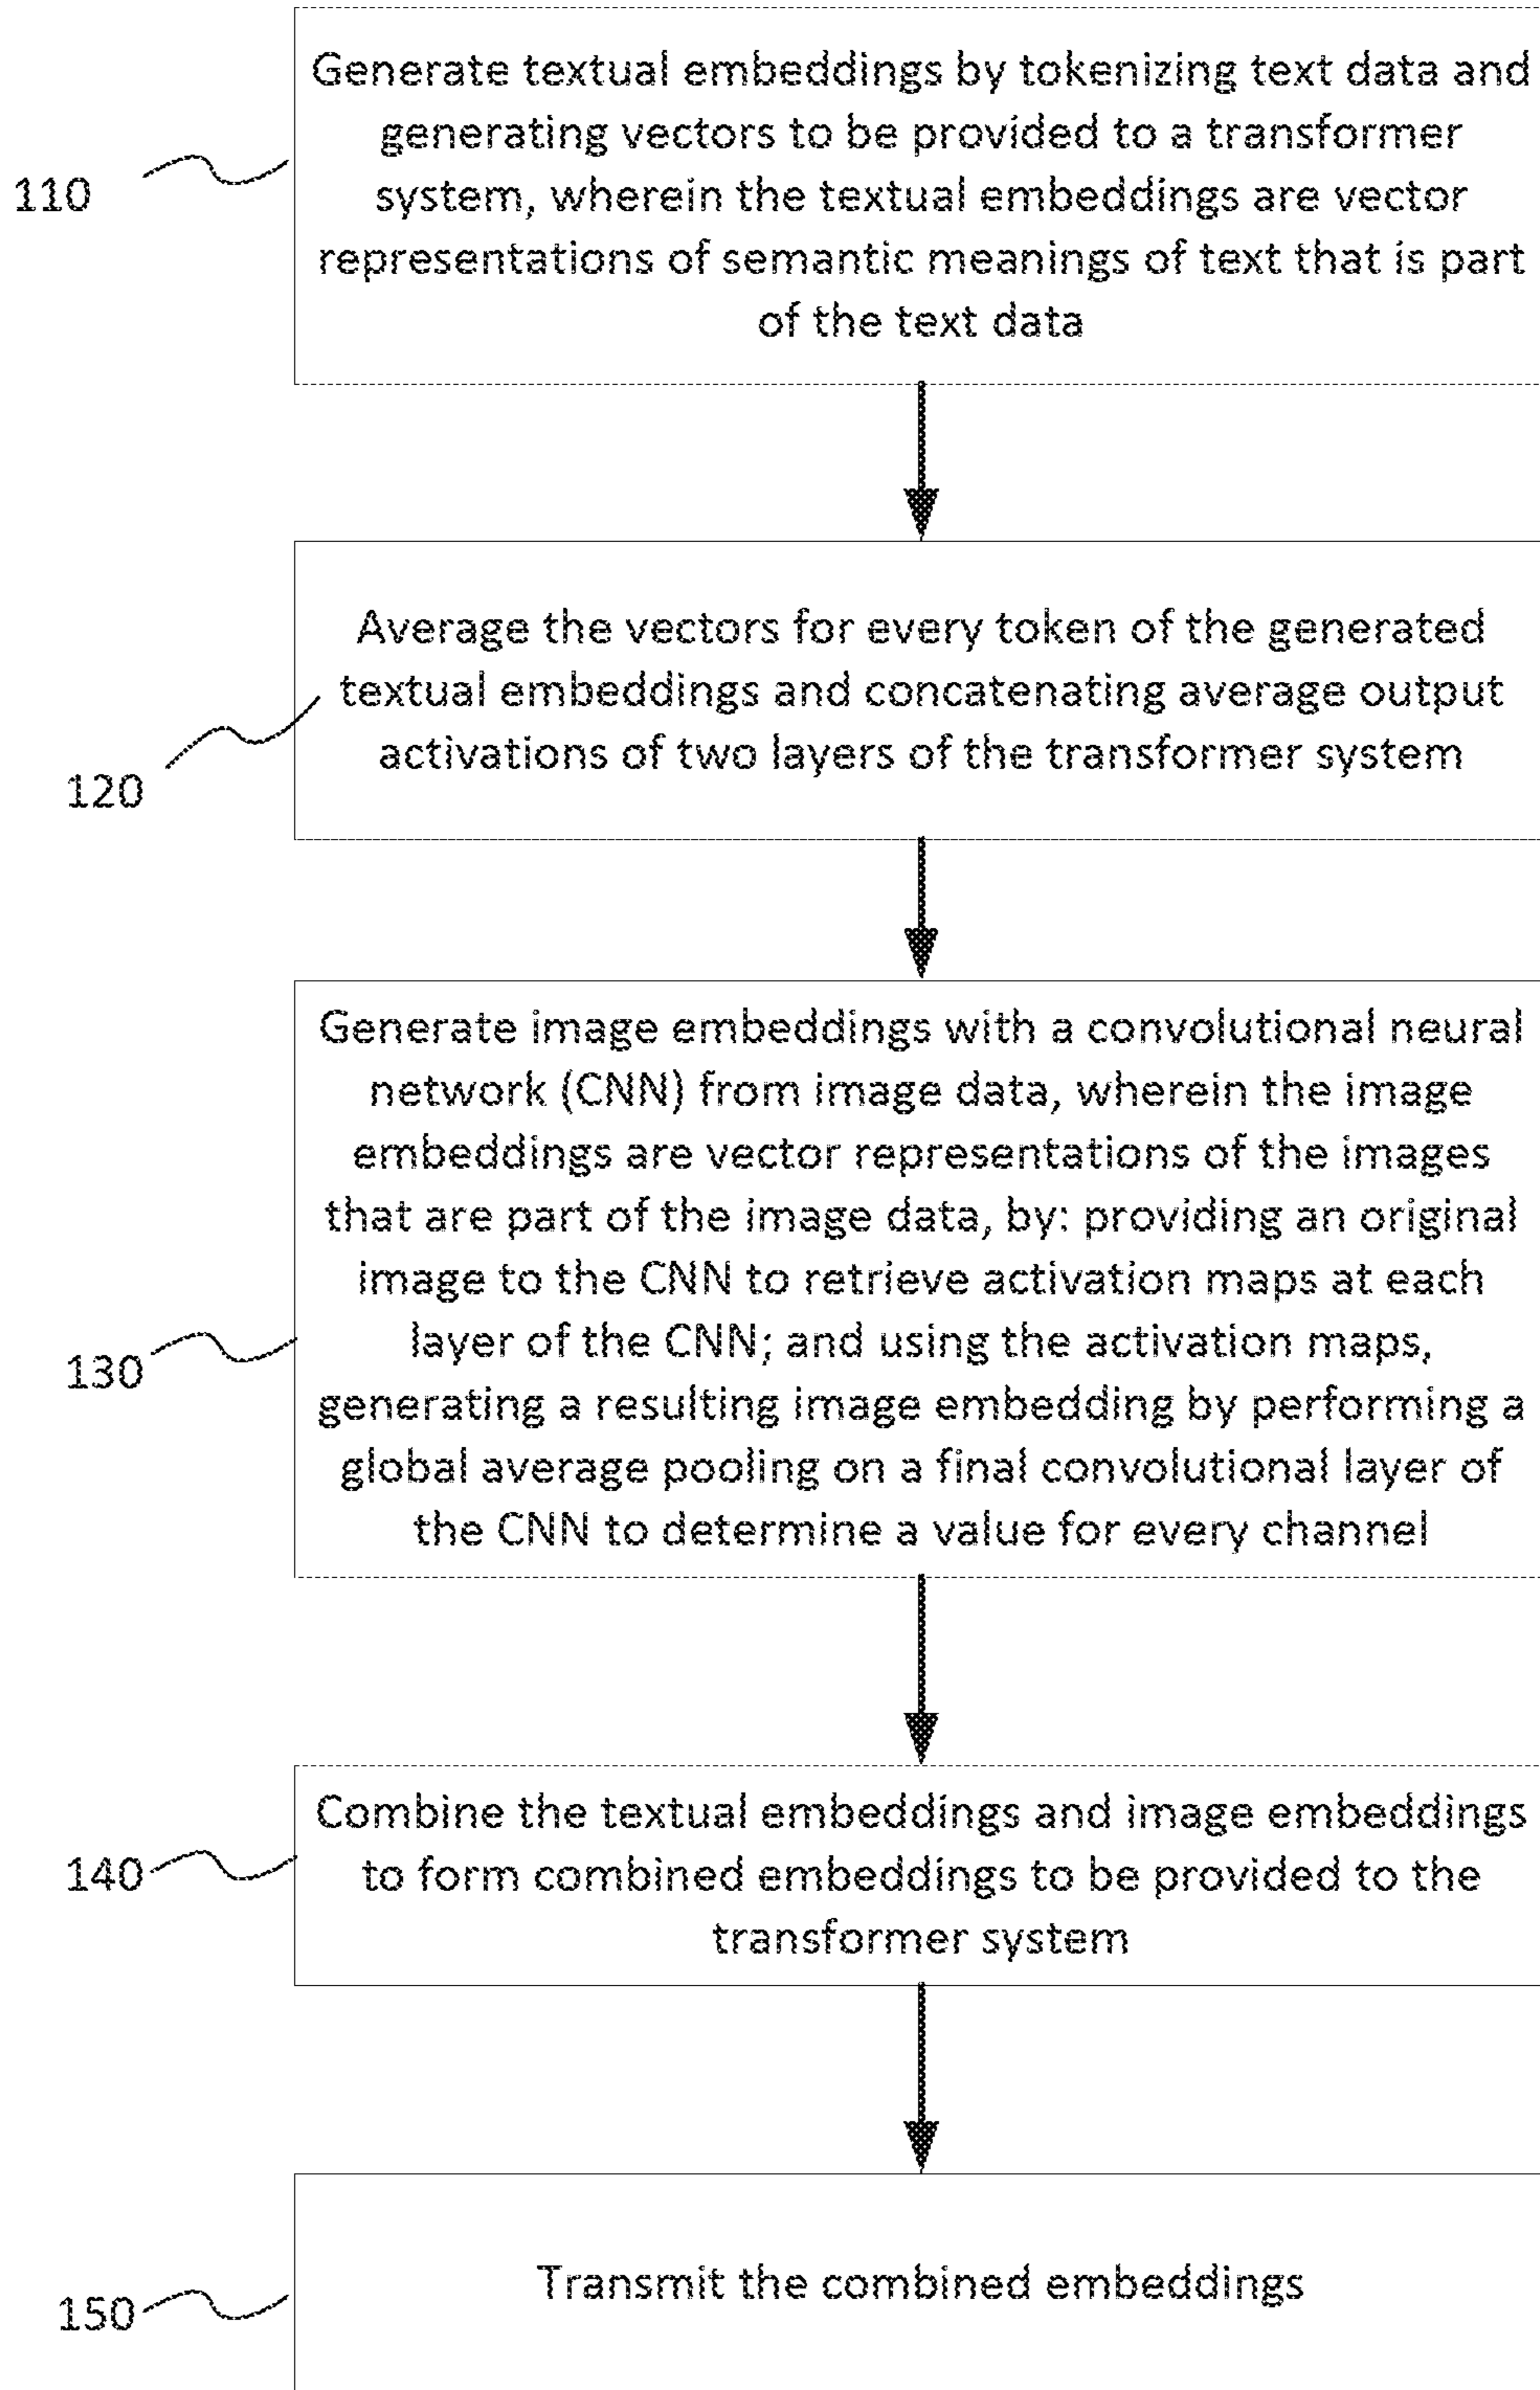 Generate textual embeddings by tokenizing text data and
generating vectors to be provided to a transformer
system, wherein the textual embeddings are vector
representations of semantic meanings of text that is part
of the text data
110
Average the vectors for every token of the generated
textual embeddings and concatenating average output
activations of two layers of the transformer system
120
Generate image embeddings with a convolutional neural
network (CNN) from image data, wherein the image
embeddings are vector representations of the images
that are part of the image data, by: providing an original
image to the CNN to retrieve activation maps at each
layer of the CNN; and using the activation maps,
generating a resulting image embedding by performing a
global average pooling on a final convolutional layer of
the CNN to determine a value for every channel
130
Combine the textual embeddings and image embeddings
to form combined embeddings to be provided to the
transformer system
140
Transmit the combined embeddings
150